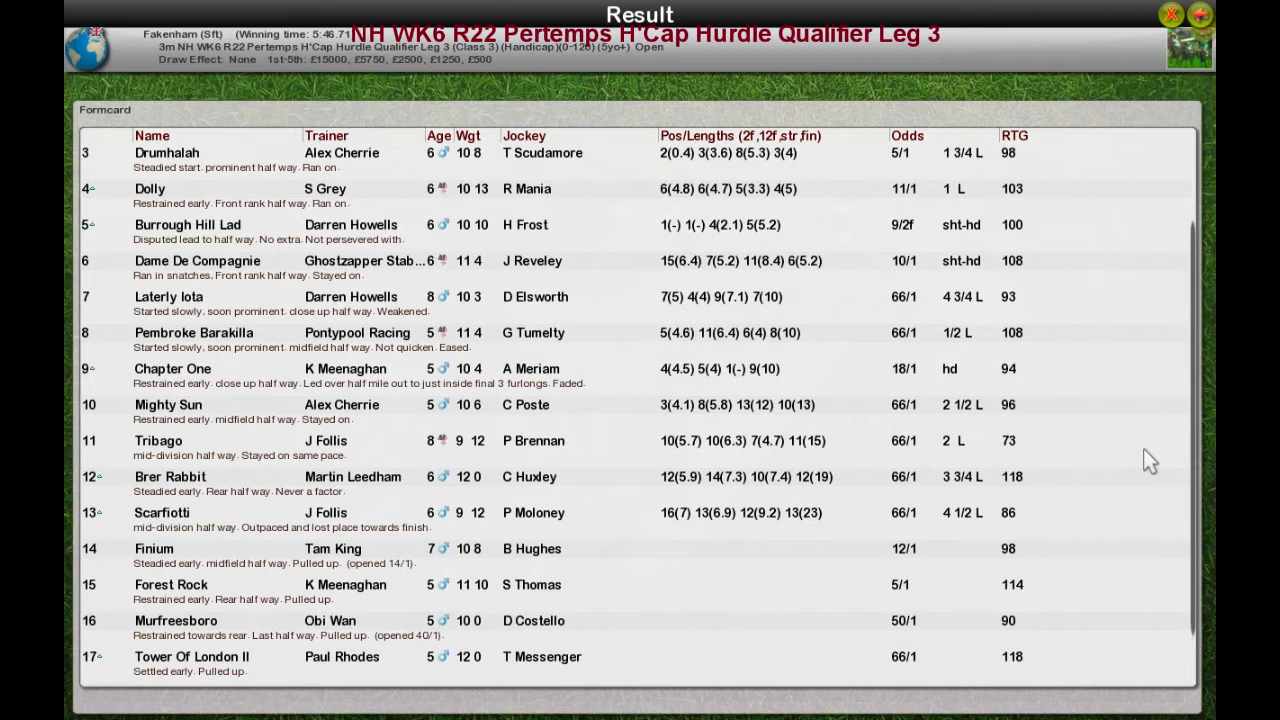 Result
NH WK6 R22 Pertemps H'Cap Hurdle Qualifier Leg 3
Fakenham (Sft) (Winning time: 5:46.71
3m NH WK6 R22 Pertemps H'Cap Hurdle Qualifier Leg 3 (Class 3) (Handicap)(0-120) (5yo+) Open
Draw Effect: None 1st-5th: £15000, £5750, £2500, £1250, £500
Formcard
Name Trainer Age Wgt Jockey Pos/Lengths (2f,12f,str,fin) Odds RTG
3 Drumhalah Alex Cherrie 6 10 8 T Scudamore 2(0.4) 3(3.6) 8(5.3) 3(4) 5/1 1 3/4 L 98
Steadied start. prominent half way. Ran on.
4 Dolly S Grey 6 10 13 R Mania 6(4.8) 6(4.7) 5(3.3) 4(5) 11/1 1 L 103
Restrained early. Front rank half way. Ran on.
5 Burrough Hill Lad Darren Howells 6 10 10 H Frost 1(-) 1(-) 4(2.1) 5(5.2) 9/2f sht-hd 100
Disputed lead to half way. No extra. Not persevered with.
6 Dame De Compagnie Ghostzapper Stab... 6 11 4 J Reveley 15(6.4) 7(5.2) 11(8.4) 6(5.2) 10/1 sht-hd 108
Ran in snatches, Front rank half way. Stayed on.
7 Laterly Iota Darren Howells 8 10 3 D Elsworth 7(5) 4(4) 9(7.1) 7(10) 66/1 4 3/4 L 93
Started slowly, soon prominent. close up half way. Weakened.
8 Pembroke Barakilla Pontypool Racing 5 11 4 G Tumelty 5(4.6) 11(6.4) 6(4) 8(10) 66/1 1/2 L 108
Started slowly, soon prominent. midfield half way. Not quicken. Eased.
9 Chapter One K Meenaghan 5 10 4 A Meriam 4(4.5) 5(4) 1(-) 9(10) 18/1 hd 94
Restrained early. close up half way. Led over half mile out to just inside final 3 furlongs. Faded.
10 Mighty Sun Alex Cherrie 5 10 6 C Poste 3(4.1) 8(5.8) 13(12) 10(13) 66/1 2 1/2 L 96
Restrained early. midfield half way. Stayed on.
11 Tribago J Follis 8 9 12 P Brennan 10(5.7) 10(6.3) 7(4.7) 11(15) 66/1 2 L 73
mid-division half way. Stayed on same pace.
12 Brer Rabbit Martin Leedham 6 12 0 C Huxley 12(5.9) 14(7.3) 10(7.4) 12(19) 66/1 3 3/4 L 118
Steadied early. Rear half way. Never a factor.
13 Scarfiotti J Follis 6 9 12 P Moloney 16(7) 13(6.9) 12(9.2) 13(23) 66/1 4 1/2 L 86
mid-division half way. Outpaced and lost place towards finish.
14 Finium Tam King 7 10 8 B Hughes 12/1 98
Steadied early. midfield half way. Pulled up. (opened 14/1).
15 Forest Rock K Meenaghan 5 11 10 S Thomas 5/1 114
Restrained early. Rear half way. Pulled up.
16 Murfreesboro Obi Wan 5 10 0 D Costello 50/1 90
Restrained towards rear. Last half way. Pulled up. (opened 40/1).
17 Tower Of London II Paul Rhodes 5 12 0 T Messenger 66/1 118
Settled early. Pulled up.